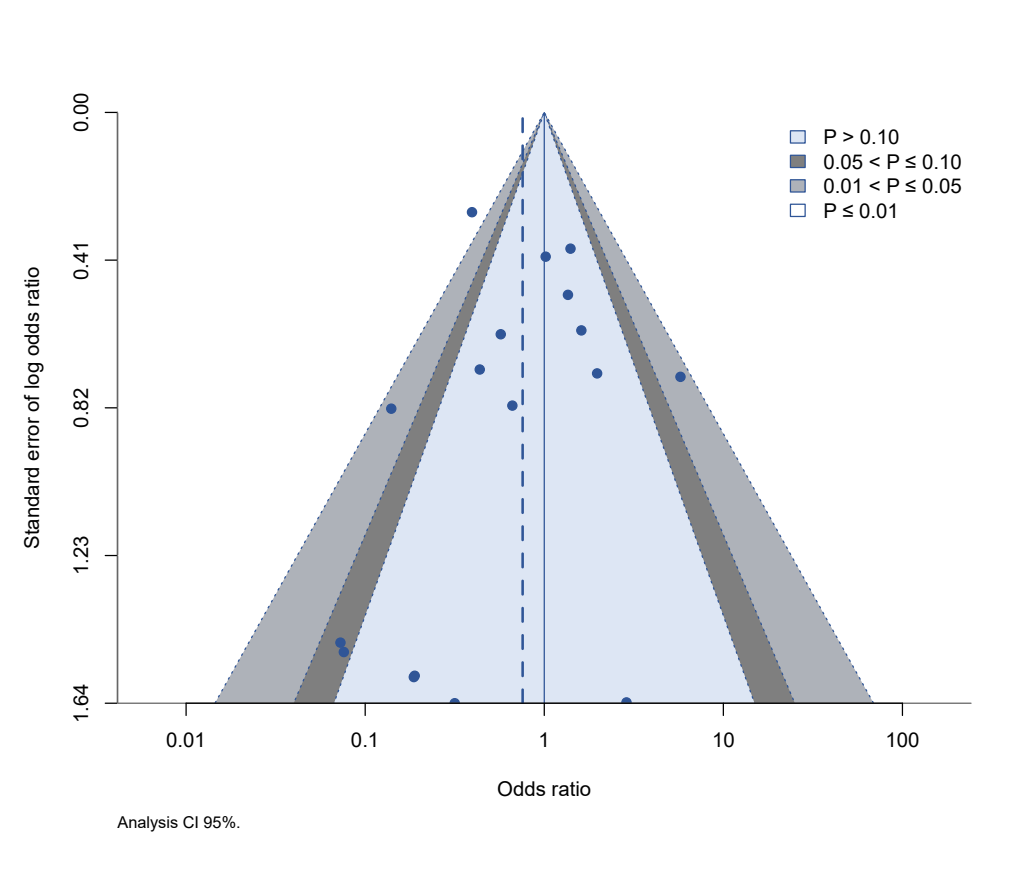 P > 0.10
0.05 < P ≤ 0.10
0.01 < P ≤ 0.05
P ≤ 0.01
Standard error of log odds ratio
0.00
0.41
0.82
1.23
1.64
0.01
0.1
1
10
100
Odds ratio
Analysis CI 95%.